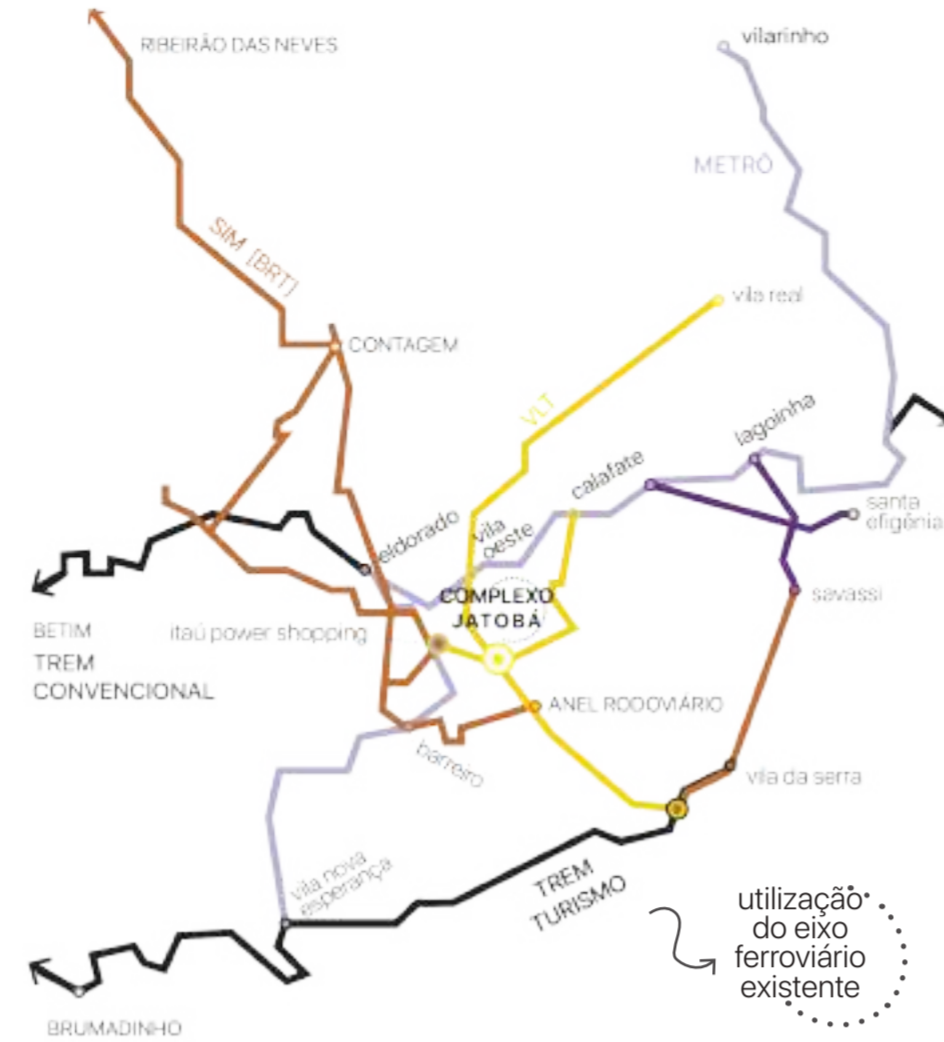 RIBEIRÃO DAS NEVES
vilarinho
METRÔ
SIM [BRT]
vila real
CONTAGEM
VLT
lagoinha
calafate
santa
efigênia
eldorado
vila
oeste
COMPLEXO
JATOBÁ
savassi
BETIM
itaú power shopping
TREM
CONVENCIONAL
ANEL RODOVIÁRIO
barreiro
vila da serra
vila nova
esperança
TREM
TURISMO
utilização
do eixo
ferroviário
existente
BRUMADINHO